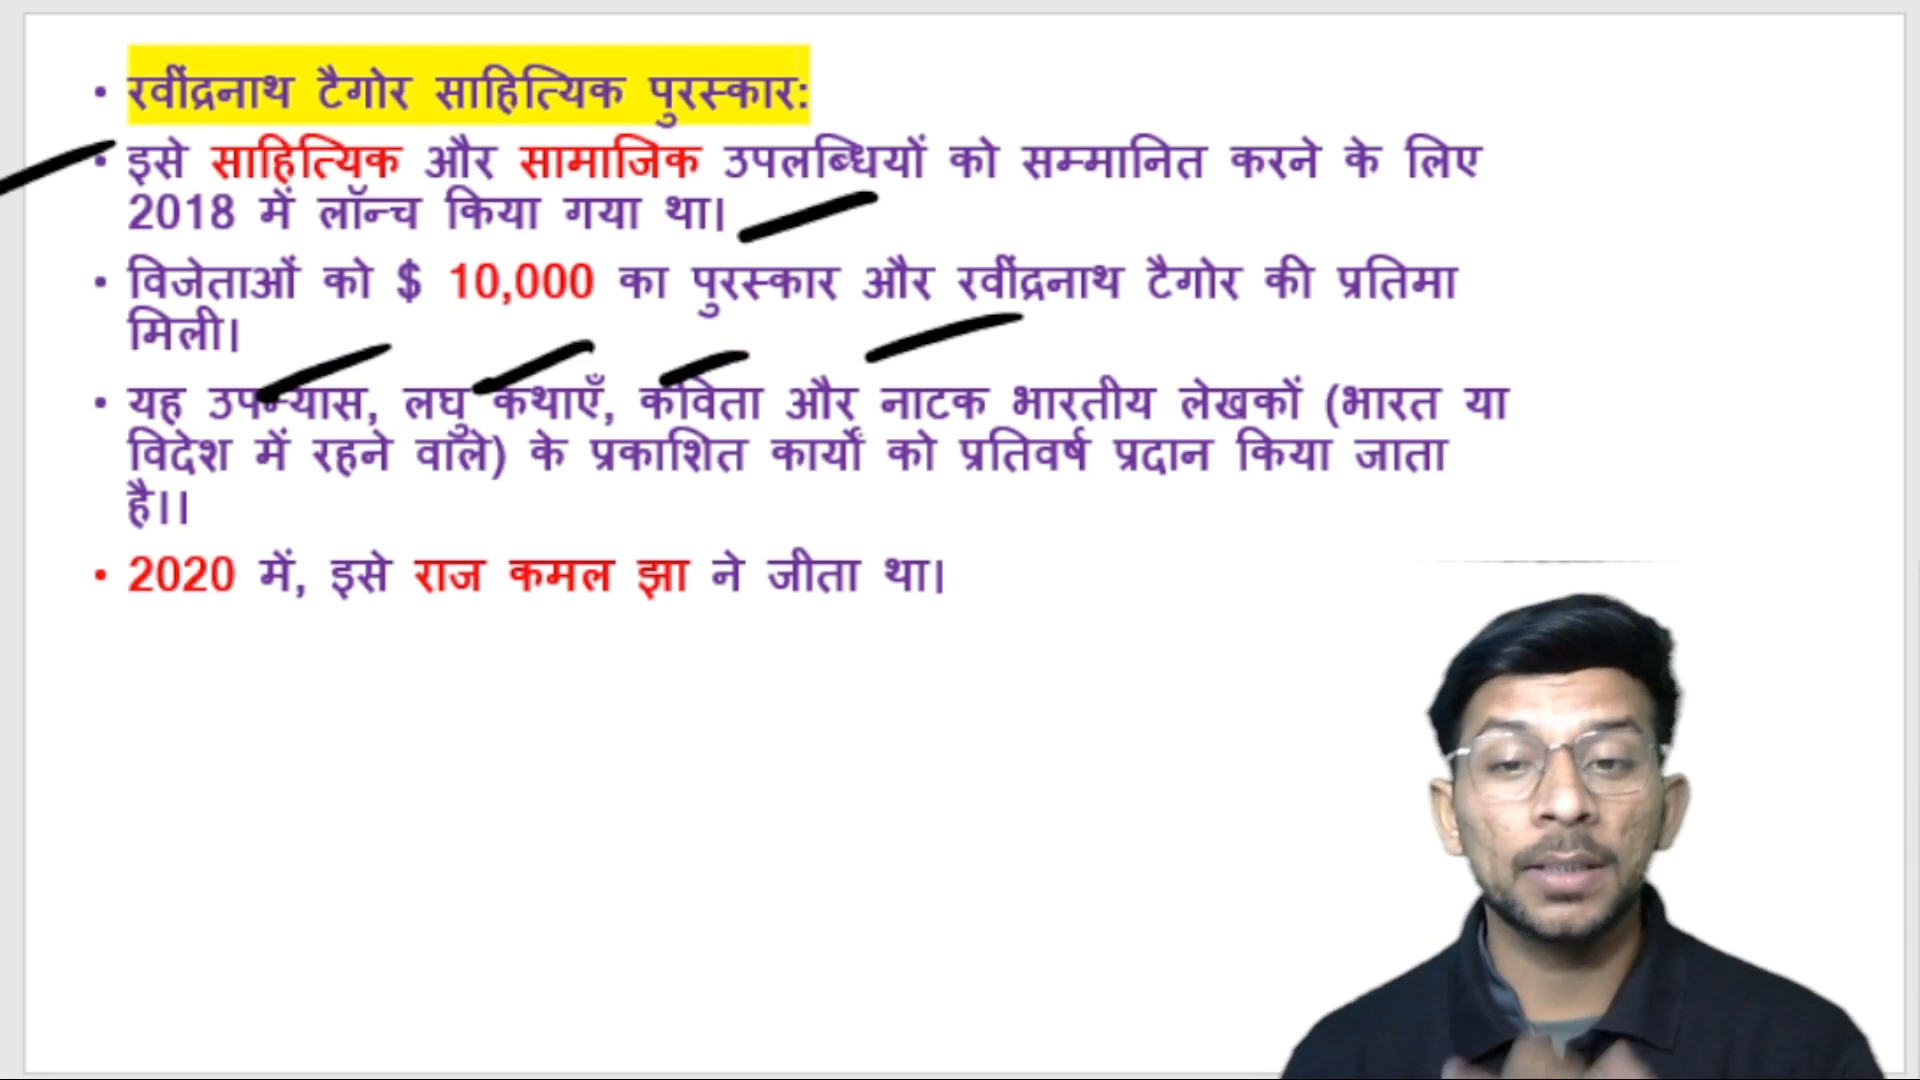 • रवींद्रनाथ टैगोर साहित्यिक पुरस्कार:
• इसे साहित्यिक और सामाजिक उपलब्धियों को सम्मानित करने के लिए
2018 में लॉन्च किया गया था।
• विजेताओं को $ 10,000 का पुरस्कार और रवींद्रनाथ टैगोर की प्रतिमा
मिली।
• यह उपन्यास, लघु कथाएँ, कविता और नाटक भारतीय लेखकों (भारत या
विदेश में रहने वाले) के प्रकाशित कार्यों को प्रतिवर्ष प्रदान किया जाता
है।।
• 2020 में, इसे राज कमल झा ने जीता था।